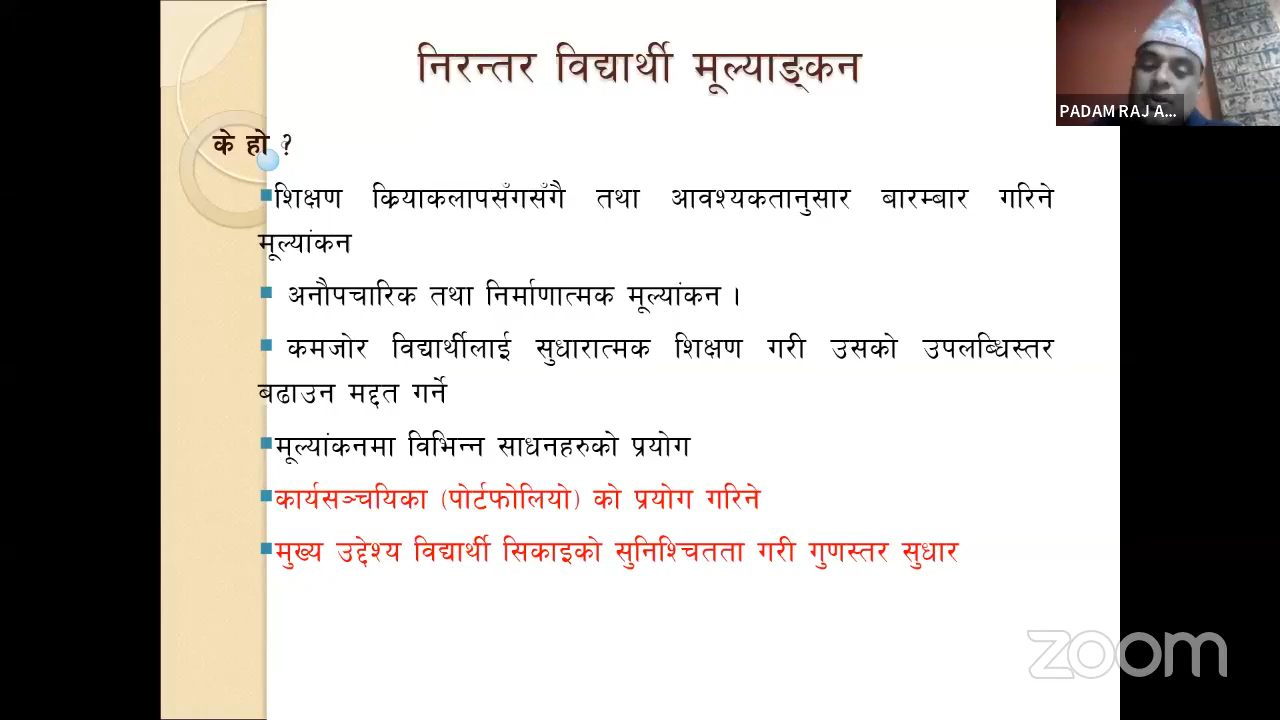 निरन्तर विद्यार्थी मूल्याङ्कन
PADAM RAJ A...
के हो ?
शिक्षण क्रियाकलापसँगसँगै तथा आवश्यकतानुसार बारम्बार गरिने
मूल्यांकन
अनौपचारिक तथा निर्माणात्मक मूल्यांकन ।
कमजोर विद्यार्थीलाई सुधारात्मक शिक्षण गरी उसको उपलब्धिस्तर
बढाउन मद्दत गर्ने
मूल्यांकनमा विभिन्न साधनहरुको प्रयोग
कार्यसञ्चयिका (पोर्टफोलियो) को प्रयोग गरिने
मुख्य उद्देश्य विद्यार्थी सिकाइको सुनिश्चितता गरी गुणस्तर सुधार
zoom